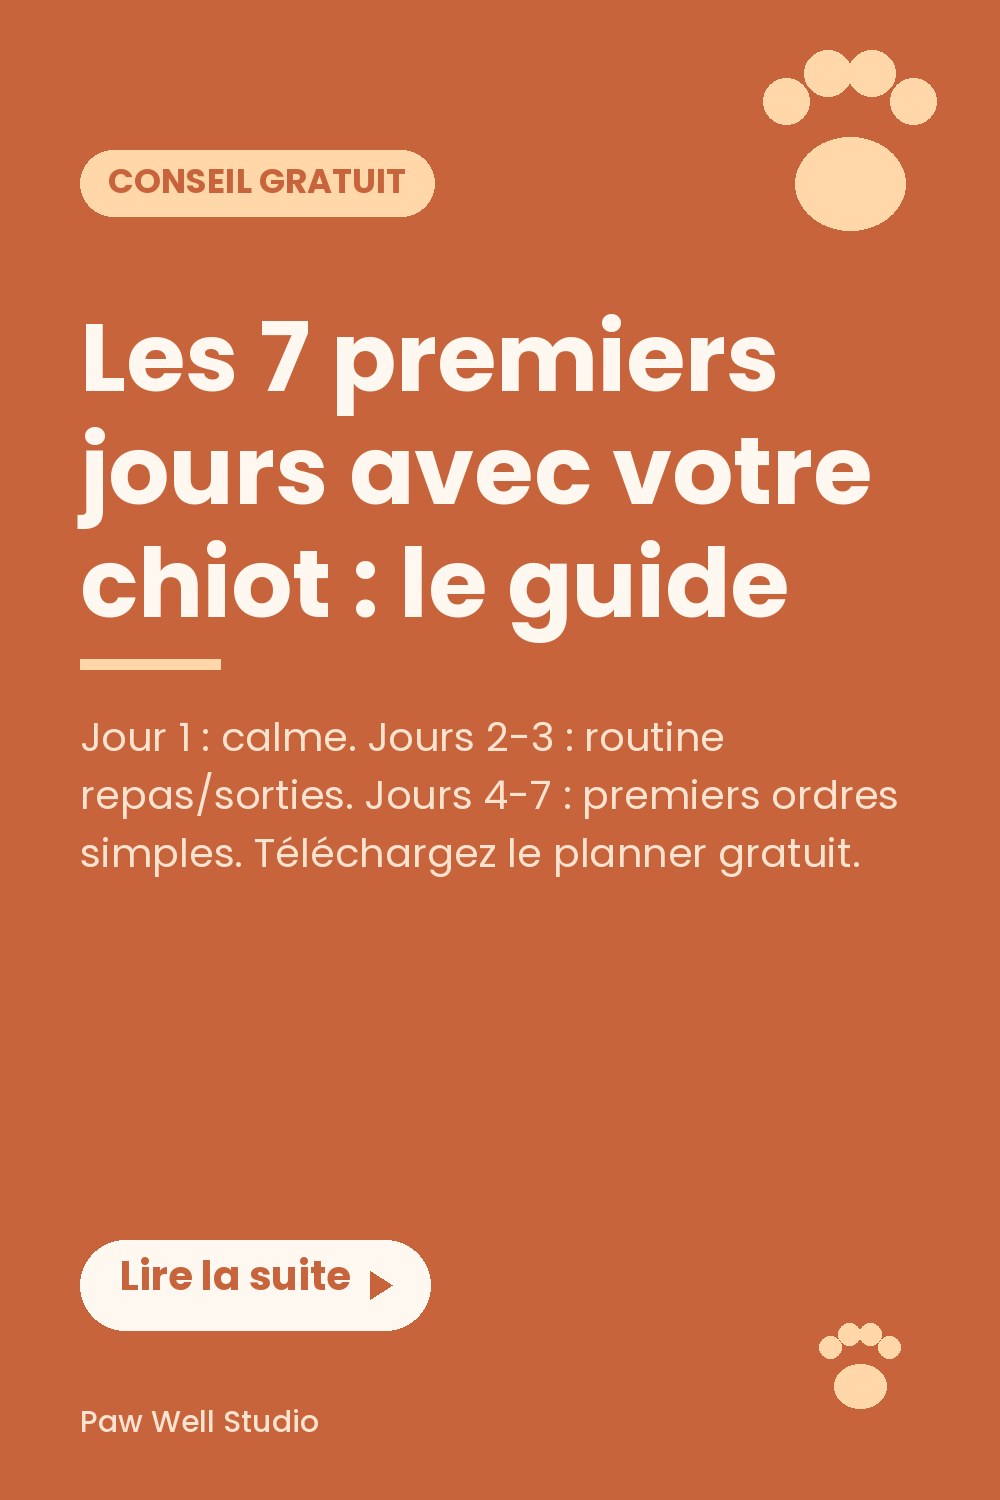 CONSEIL GRATUIT
Les 7 premiers
jours avec votre
chiot : le guide
Jour 1 : calme. Jours 2-3 : routine
repas/sorties. Jours 4-7 : premiers ordres
simples. Téléchargez le planner gratuit.
Lire la suite
Paw Well Studio